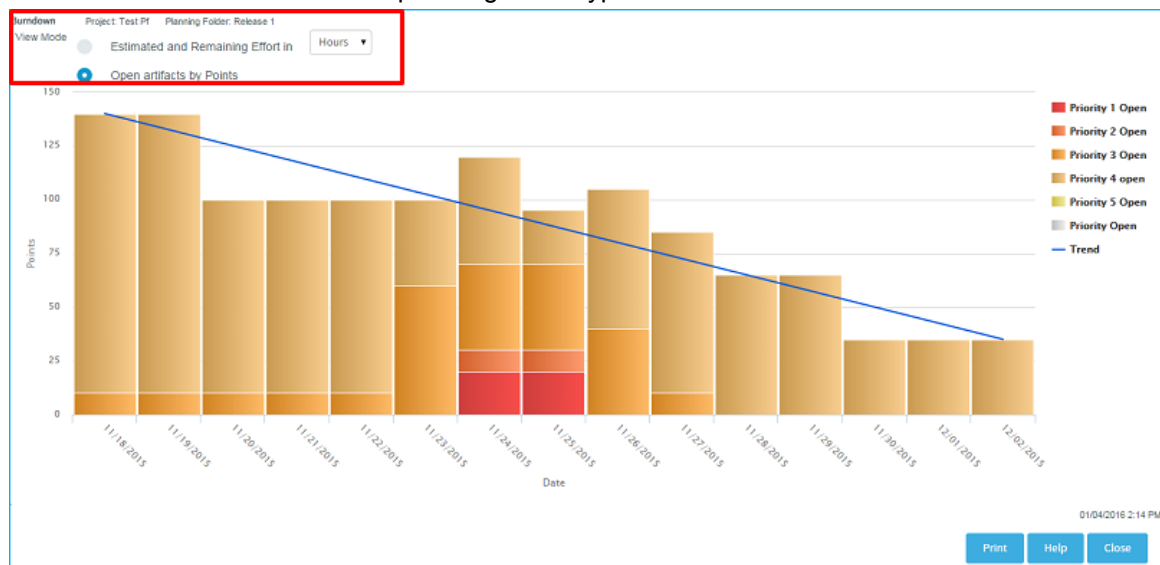 Burndown Project: Test Pf Planning Folder: Release 1
View Mode
Estimated and Remaining Effort in Hours
Open artifacts by Points
150
125
100
75
50
25
0
Points
11/18/2015
11/19/2015
11/20/2015
11/21/2015
11/22/2015
11/23/2015
11/24/2015
11/25/2015
11/26/2015
11/27/2015
11/28/2015
11/29/2015
11/30/2015
12/01/2015
12/02/2015
Date
Priority 1 Open
Priority 2 Open
Priority 3 Open
Priority 4 open
Priority 5 Open
Priority Open
Trend
01/04/2016 2:14 PM
Print Help Close